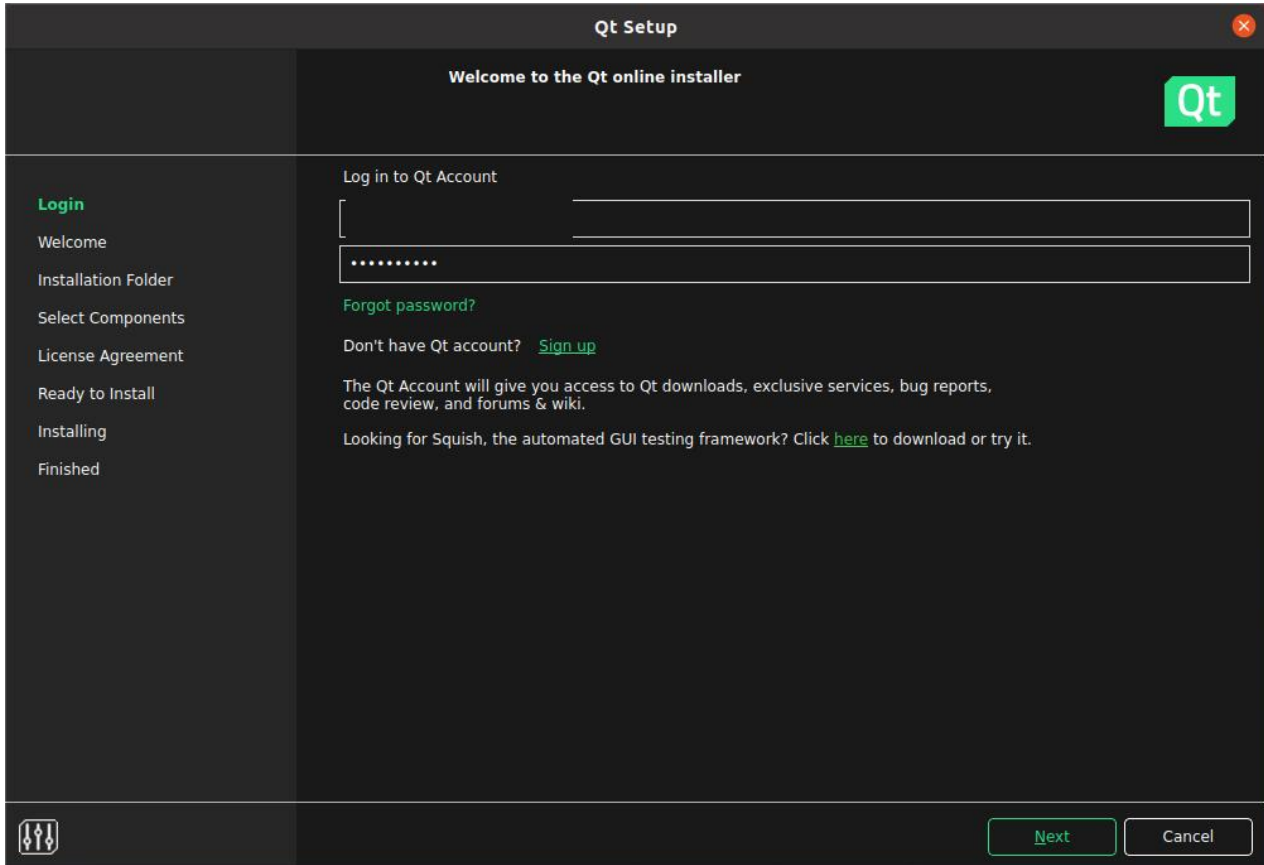 Qt Setup
Welcome to the Qt online installer
Qt
Login
Welcome
Installation Folder
Select Components
License Agreement
Ready to Install
Installing
Finished
Log in to Qt Account
••••••••••
Forgot password?
Don't have Qt account? Sign up
The Qt Account will give you access to Qt downloads, exclusive services, bug reports,
code review, and forums & wiki.
Looking for Squish, the automated GUI testing framework? Click here to download or try it.
Next
Cancel